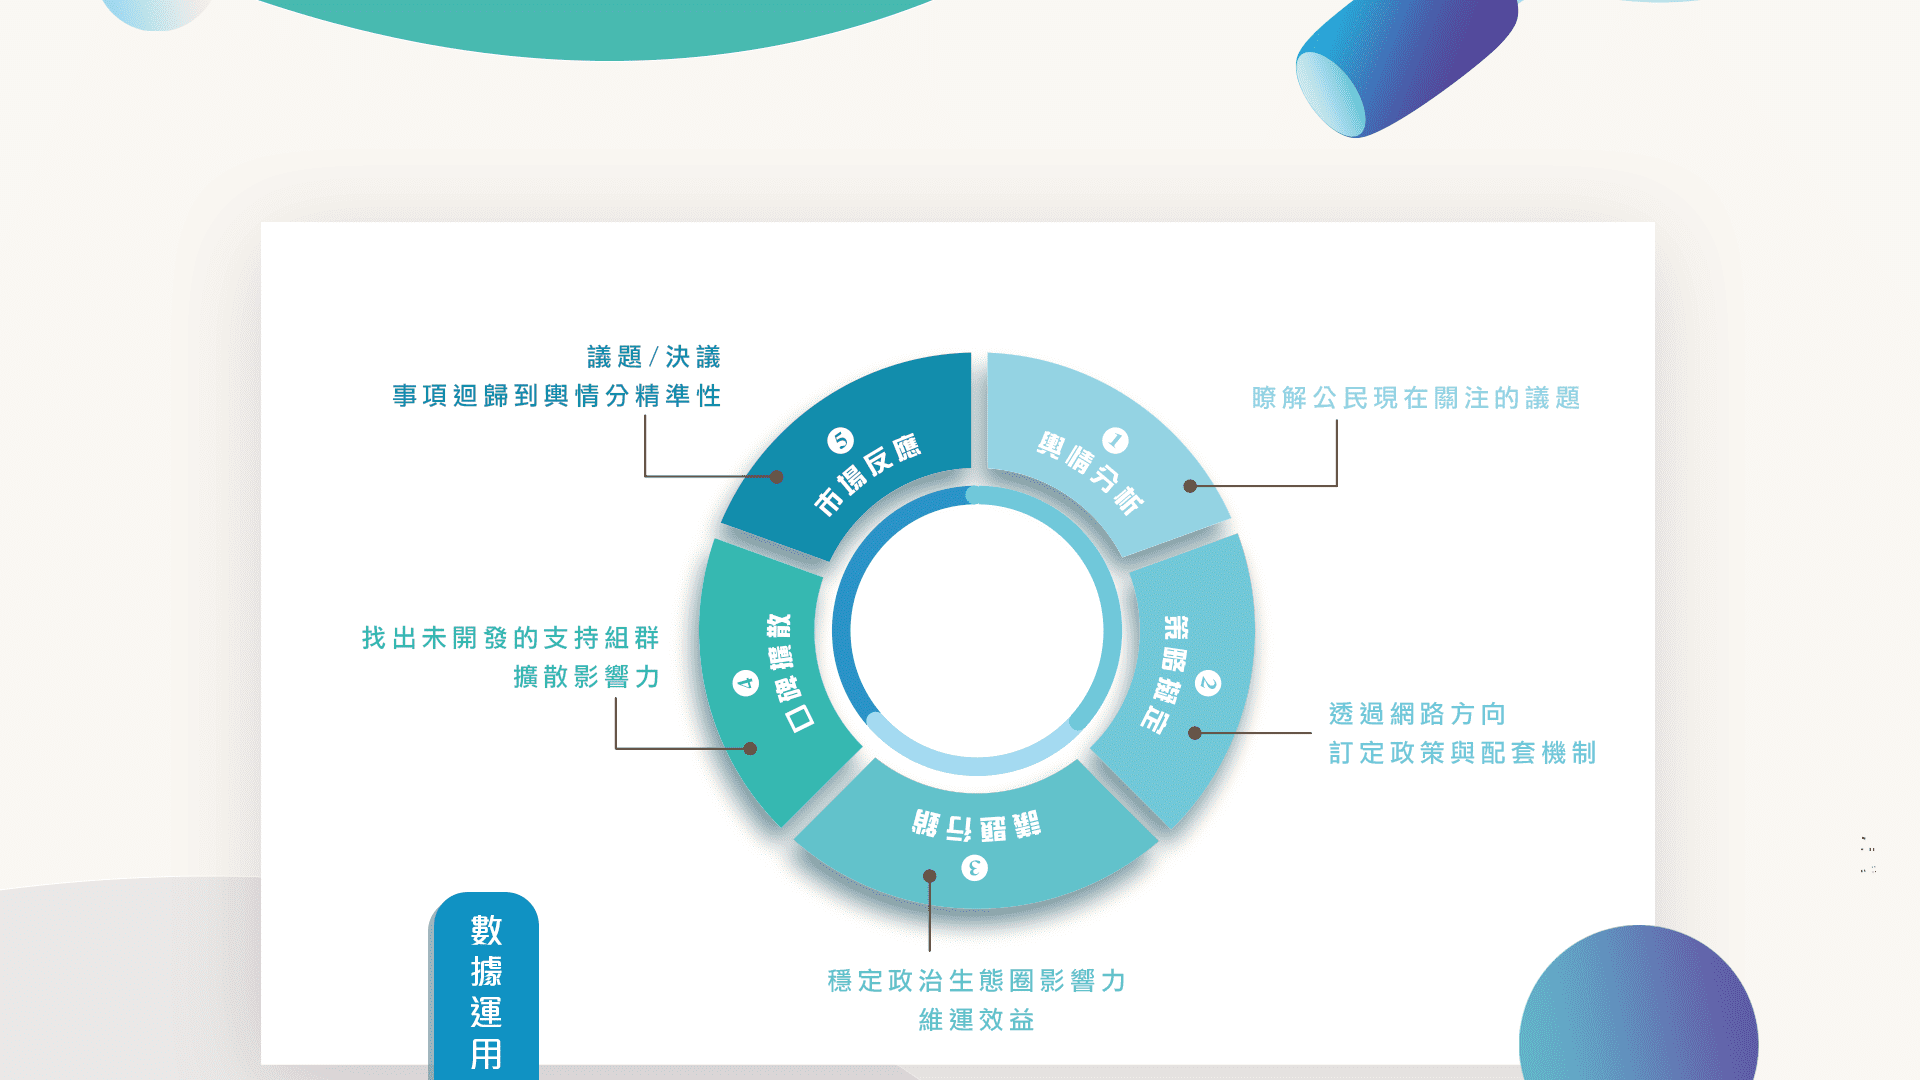 議題/決議
事項迴歸到輿情分精準性
瞭解公民現在關注的議題
5
市場反應
1
輿情分析
找出未開發的支持組群
擴散影響力
4
口碑擴散
2
策略擬定
透過網路方向
訂定政策與配套機制
議題行銷
3
穩定政治生態圈影響力
維運效益
數據運用